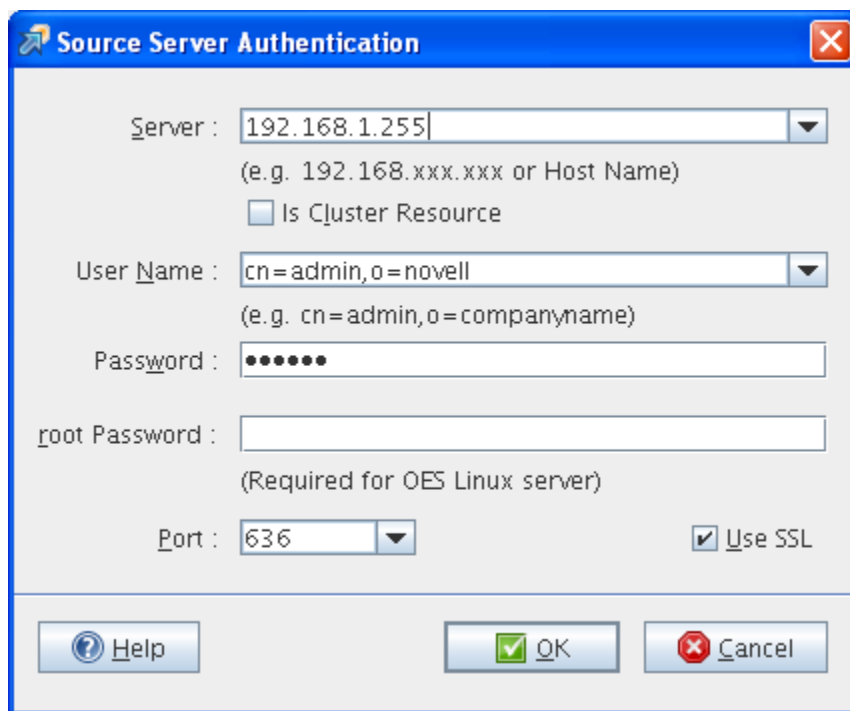 Source Server Authentication
Server : 192.168.1.255
(e.g. 192.168.xxx.xxx or Host Name)
Is Cluster Resource
User Name : cn=admin,o=novell
(e.g. cn=admin,o=companyname)
Password : ••••••
root Password :
(Required for OES Linux server)
Port : 636 Use SSL
Help OK Cancel